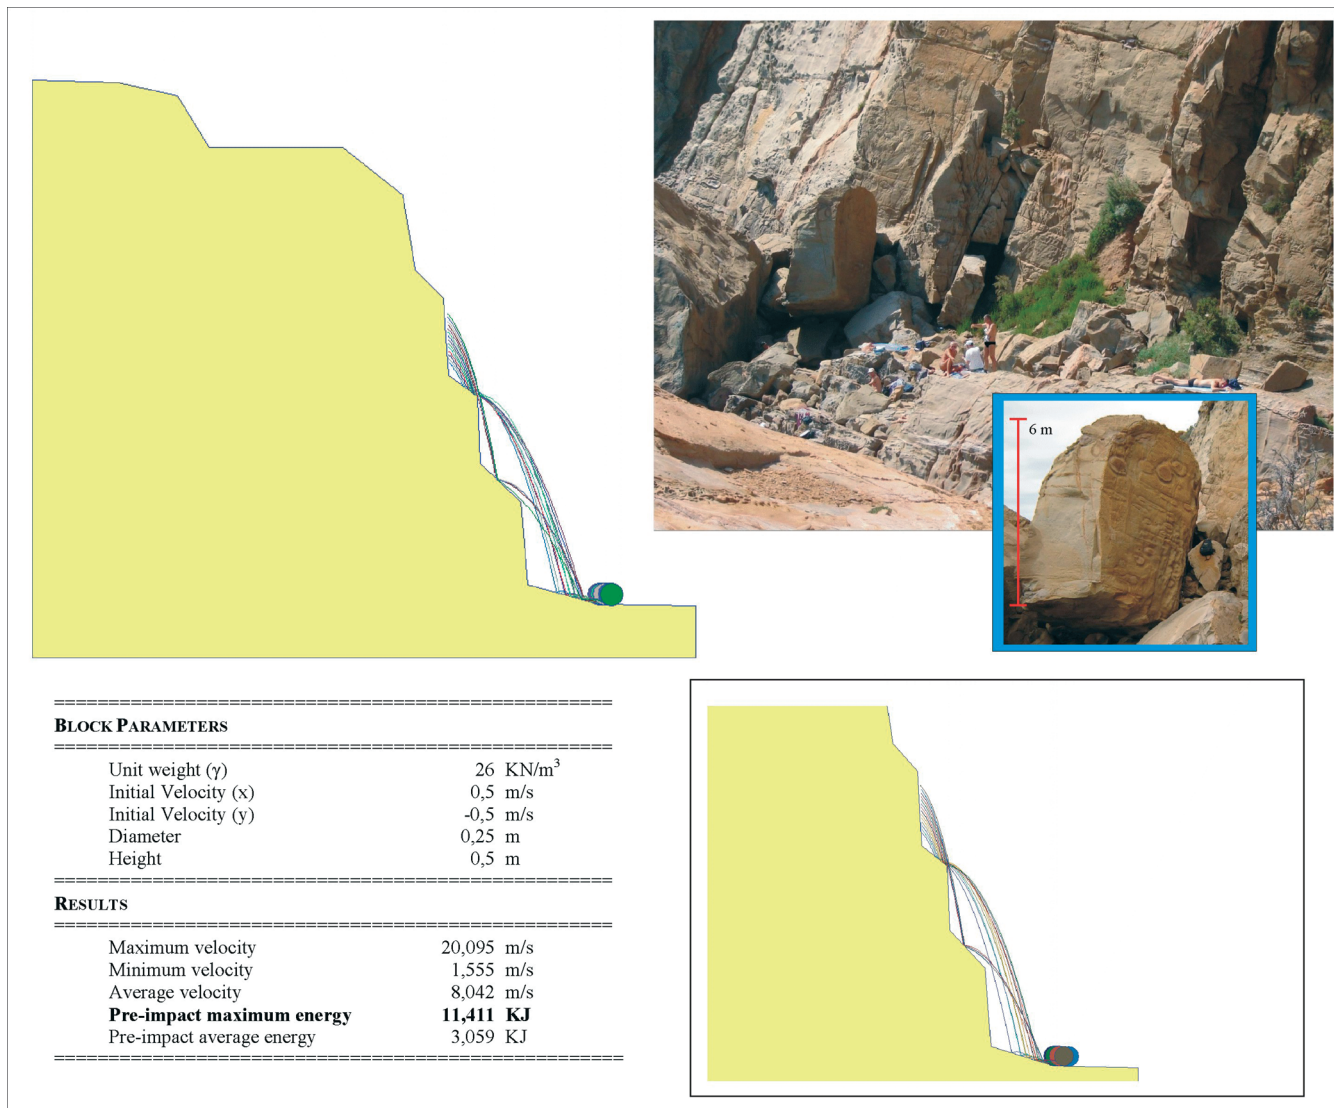 6 m
============================================
BLOCK PARAMETERS
============================================
Unit weight (γ) 26 KN/m³
Initial Velocity (x) 0,5 m/s
Initial Velocity (y) -0,5 m/s
Diameter 0,25 m
Height 0,5 m
============================================
RESULTS
============================================
Maximum velocity 20,095 m/s
Minimum velocity 1,555 m/s
Average velocity 8,042 m/s
Pre-impact maximum energy 11,411 KJ
Pre-impact average energy 3,059 KJ
============================================